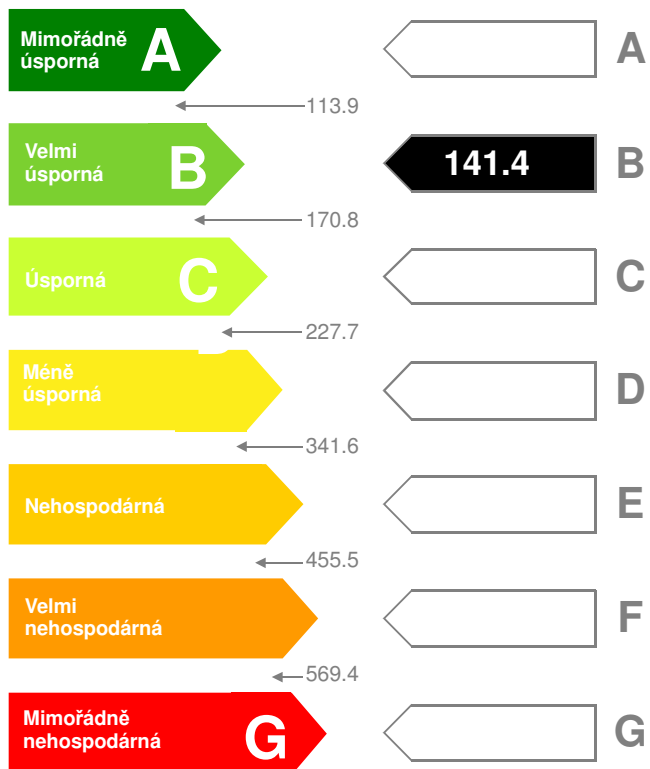 Mimořádně
úsporná
A
A
113.9
Velmi
úsporná
B
141.4
B
170.8
Úsporná
C
C
227.7
Méně
úsporná
D
341.6
Nehospodárná
E
455.5
Velmi
nehospodárná
F
569.4
Mimořádně
nehospodárná
G
G